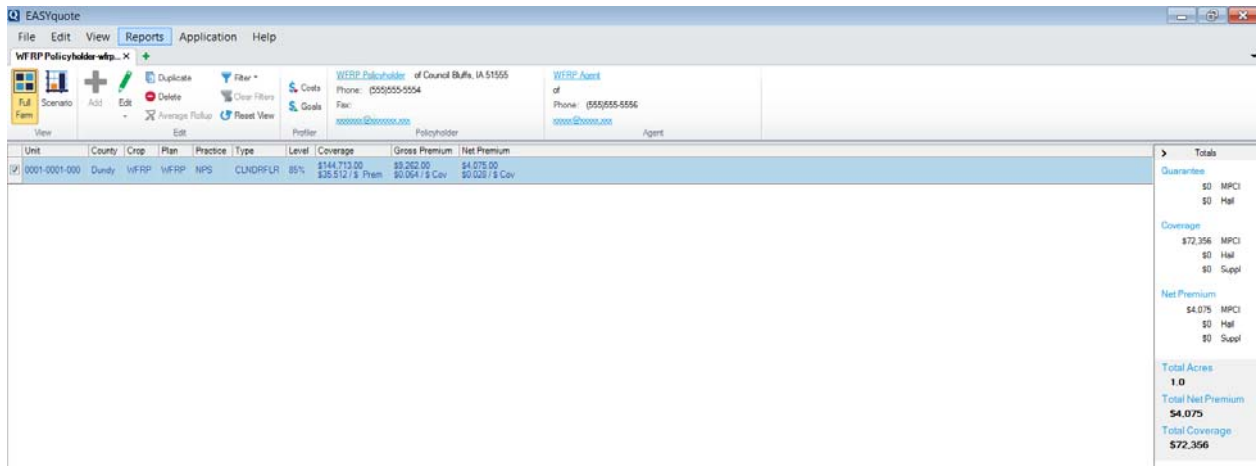 EASYquote
File Edit View Reports Application Help
WFRP Policyholder-wfrp... × +
Full Farm
Scenario
View
Add
Edit
Duplicate
Delete
Average Rollup
Filter
Clear Filters
Reset View
Edit
Costs
Goals
Profiler
WFRP Policyholder of Council Bluffs, IA 51555
Phone: (555)555-5554
Fax:
Policyholder
WFRP Agent
of
Phone: (555)555-5556
Agent
Unit County Crop Plan Practice Type Level Coverage Gross Premium Net Premium
0001-0001-000 Dundy WFRP WFRP NPS CLNDRFLR 85% $144,713.00 $9,262.00 $4,075.00
$35.512 / $ Prem $0.064 / $ Cov $0.028 / $ Cov
> Totals
Guarantee
$0 MPCI
$0 Hail
Coverage
$72,356 MPCI
$0 Hail
$0 Suppl
Net Premium
$4,075 MPCI
$0 Hail
$0 Suppl
Total Acres
1.0
Total Net Premium
$4,075
Total Coverage
$72,356